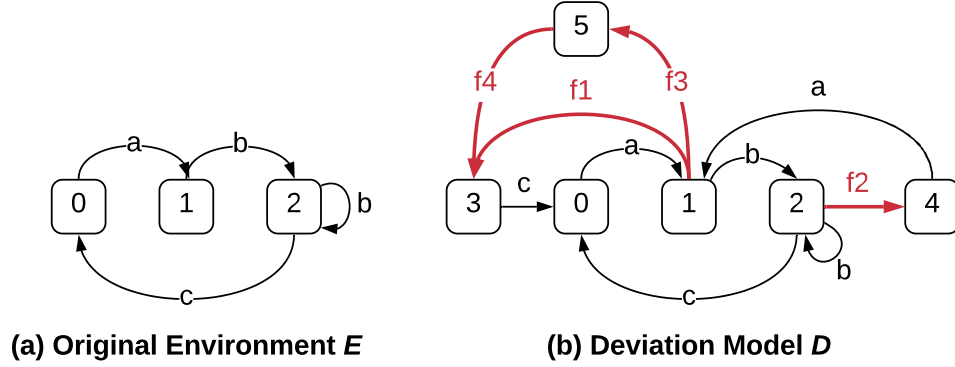 5
f4
f3
f1
a
a
b
b
c
a
b
f2
0
1
2
3
0
1
2
4
b
c
c
b
(a) Original Environment E
(b) Deviation Model D